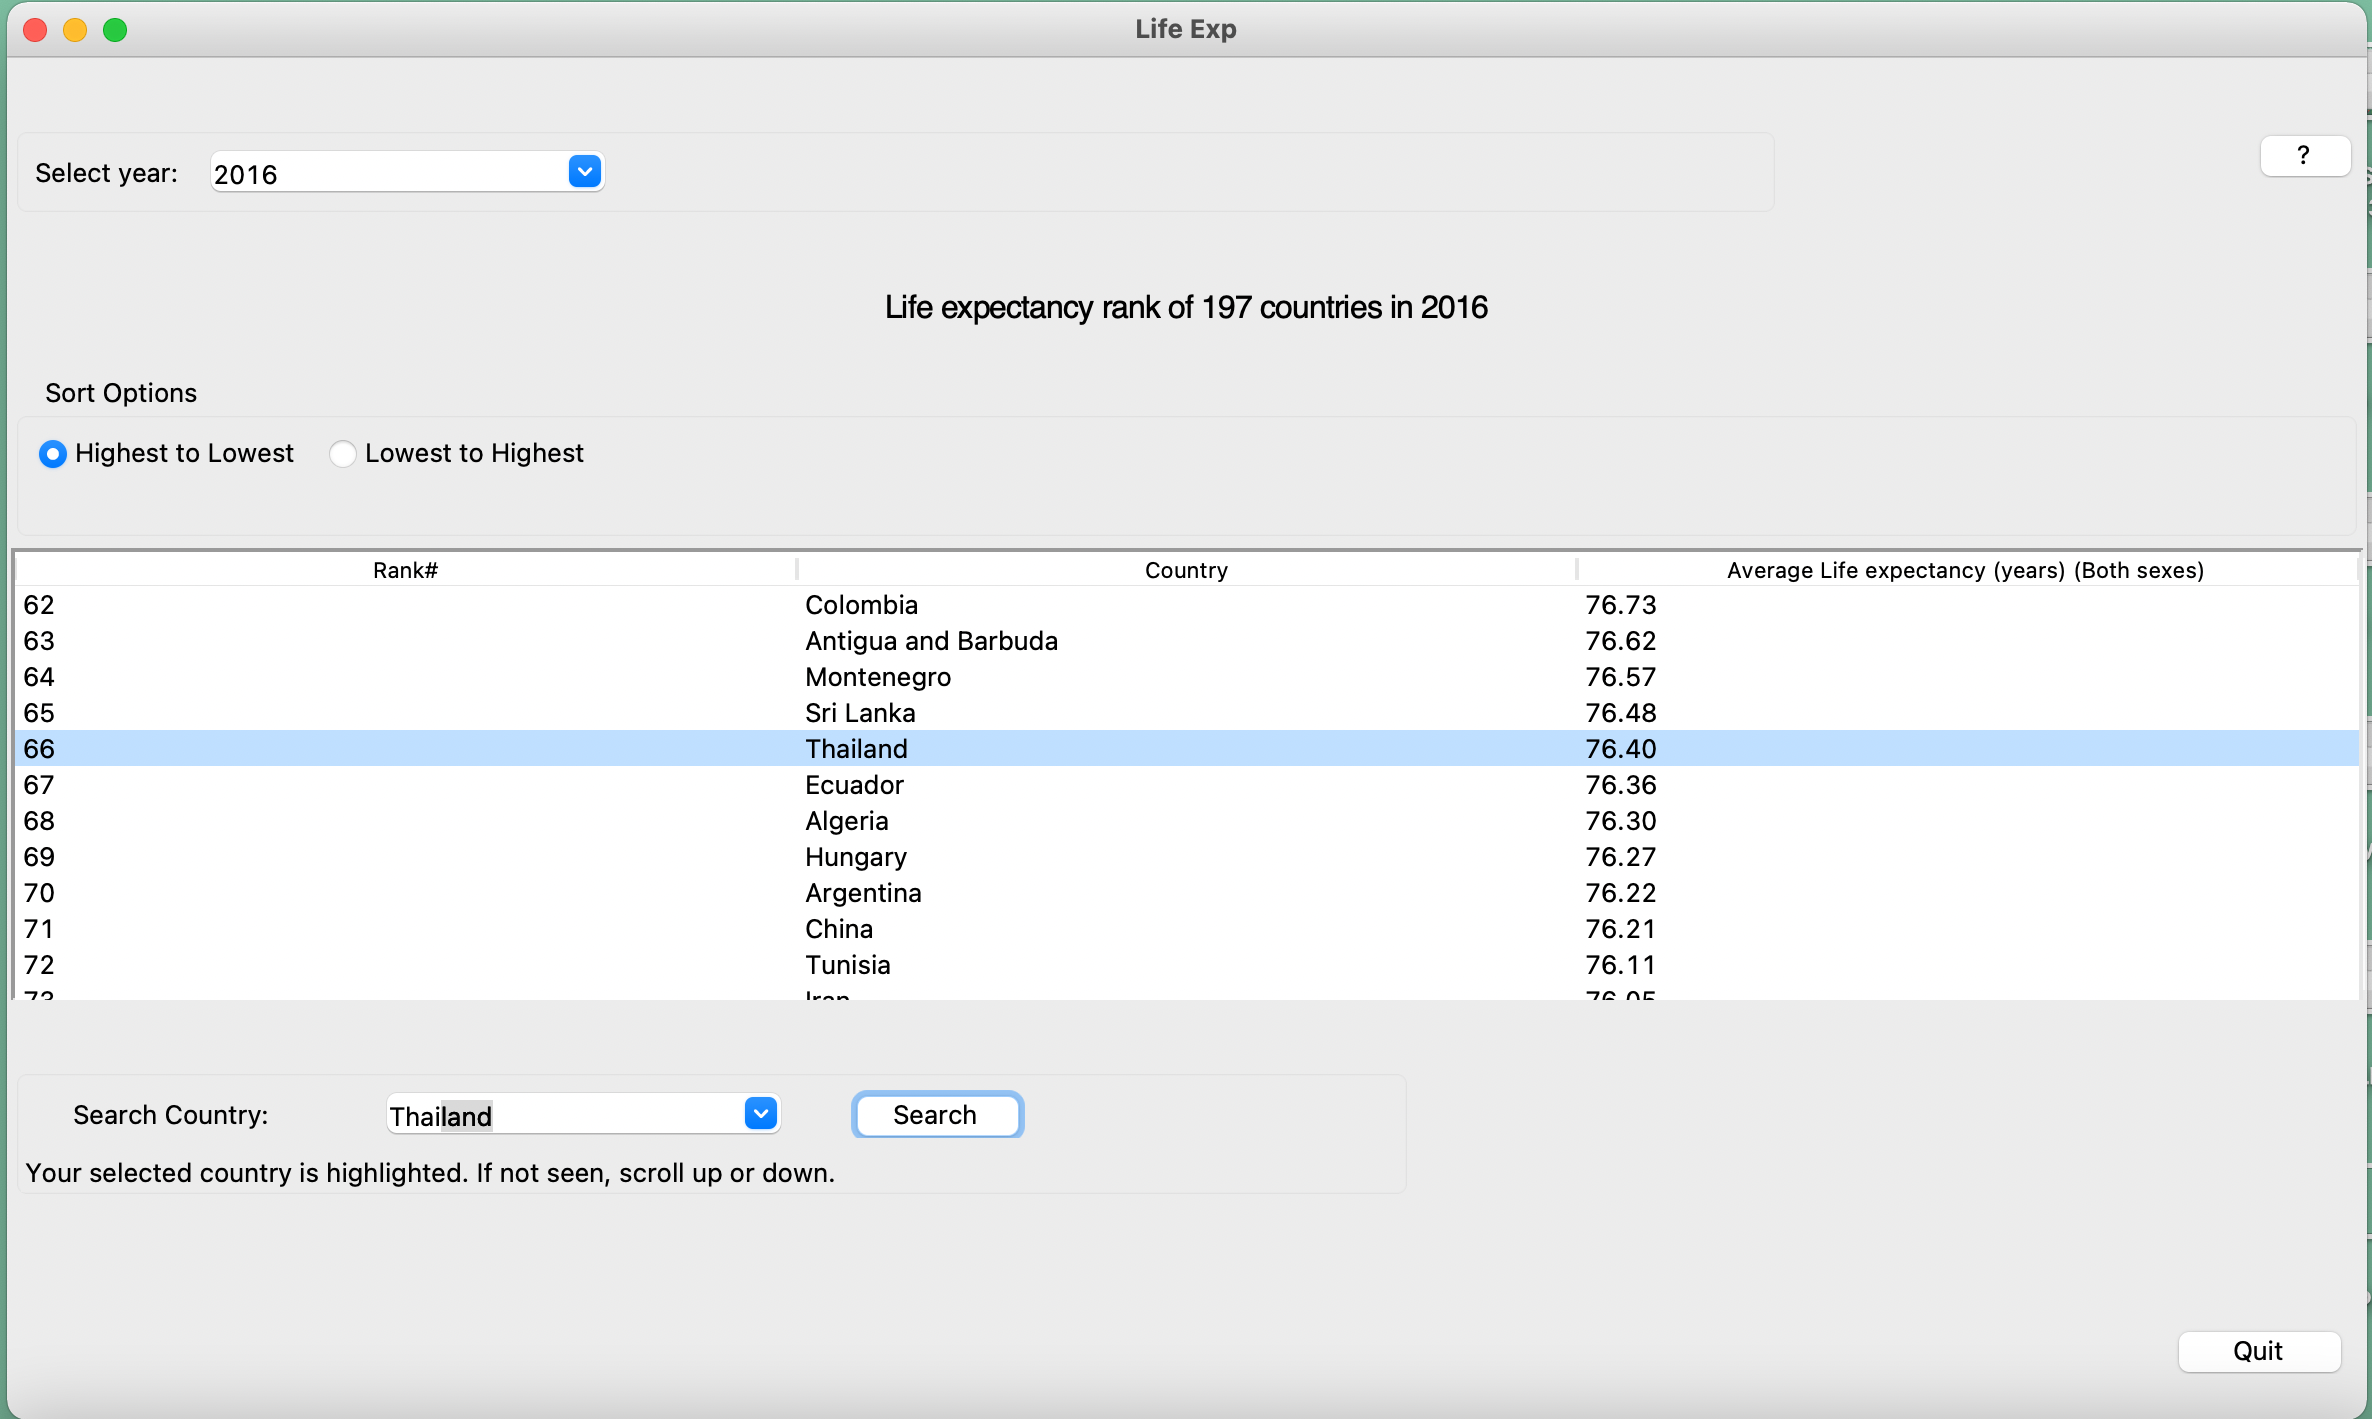 Life Exp
Select year: 2016
?
Life expectancy rank of 197 countries in 2016
Sort Options
Highest to Lowest Lowest to Highest
Rank# Country Average Life expectancy (years) (Both sexes)
62 Colombia 76.73
63 Antigua and Barbuda 76.62
64 Montenegro 76.57
65 Sri Lanka 76.48
66 Thailand 76.40
67 Ecuador 76.36
68 Algeria 76.30
69 Hungary 76.27
70 Argentina 76.22
71 China 76.21
72 Tunisia 76.11
73 Iran 76.05
Search Country: Thailand Search
Your selected country is highlighted. If not seen, scroll up or down.
Quit